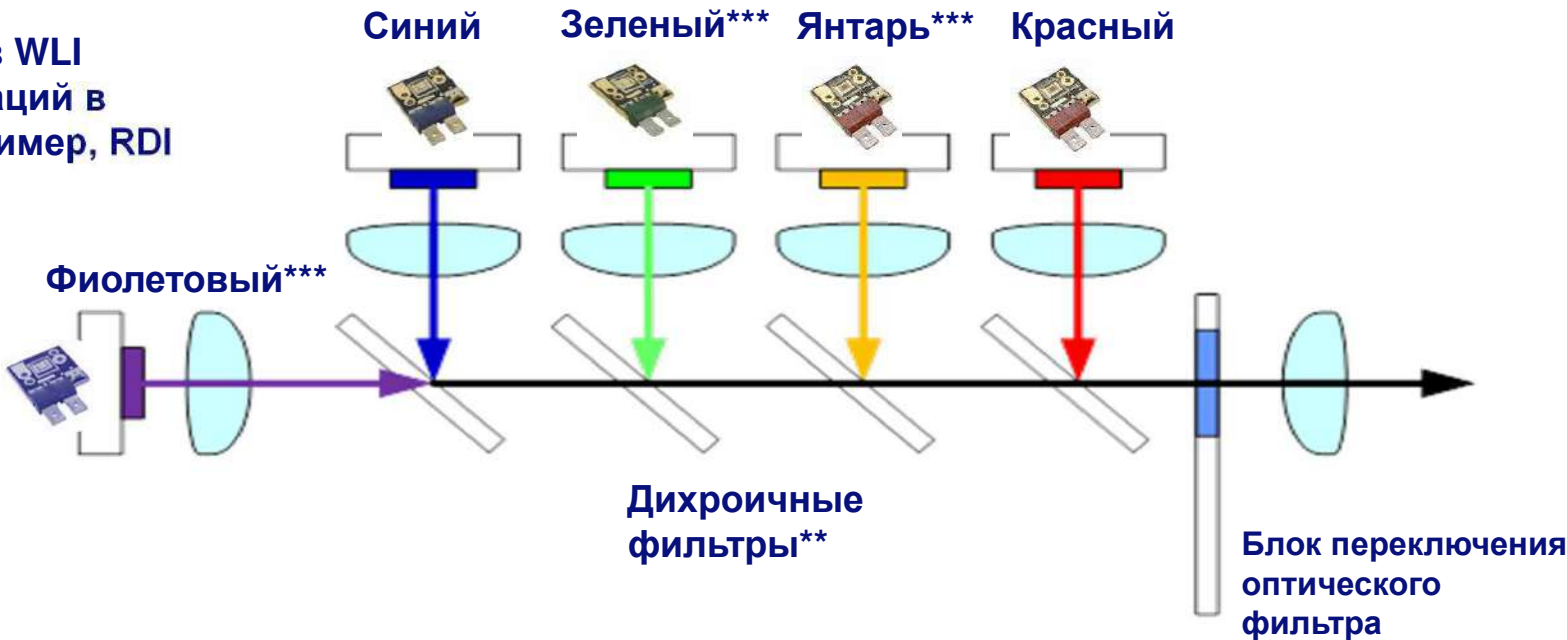 Синий
Зеленый***
Янтарь***
Красный
в WLI
аций в
имер, RDI
Фиолетовый***
Дихроичные
фильтры**
Блок переключения
оптического
фильтра